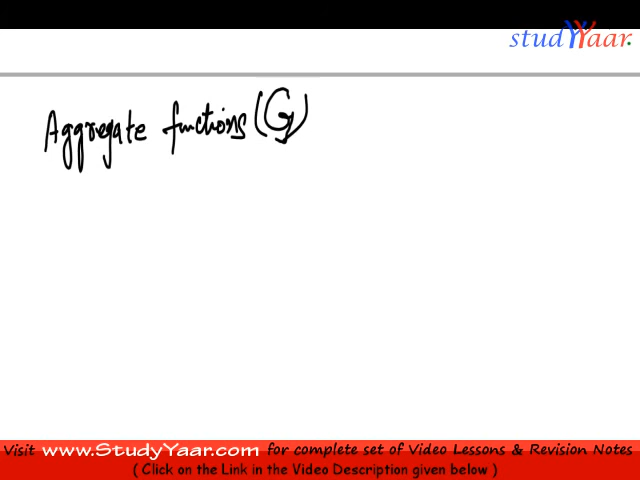 studYYaar.
Aggregate functions (G)
Visit www.StudyYaar.com for complete set of Video Lessons & Revision Notes
( Click on the Link in the Video Description given below )